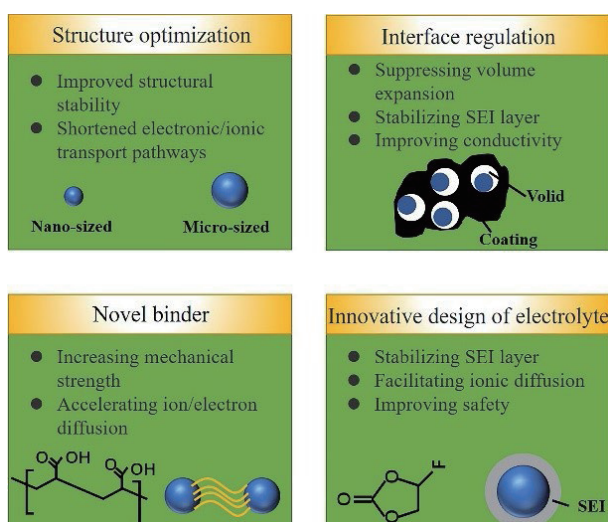 Structure optimization
● Improved structural
stability
● Shortened electronic/ionic
transport pathways
Nano-sized
Micro-sized
Interface regulation
● Suppressing volume
expansion
● Stabilizing SEI layer
● Improving conductivity
Volid
Coating
Novel binder
● Increasing mechanical
strength
● Accelerating ion/electron
diffusion
O
OH
O
OH
Innovative design of electrolyte
● Stabilizing SEI layer
● Facilitating ionic diffusion
● Improving safety
O
O
O
F
SEI